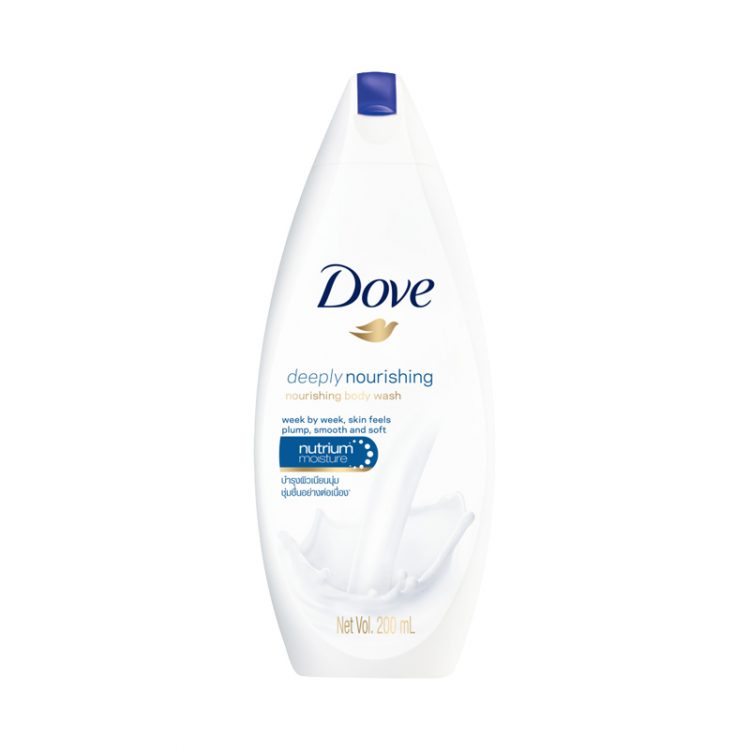 Dove
deeply nourishing
nourishing body wash
week by week, skin feels
plump, smooth and soft
nutrium
moisture
บำรุงผิวเนียนนุ่ม
ชุ่มชื้นอย่างต่อเนื่อง*
Net Vol. 200 mL